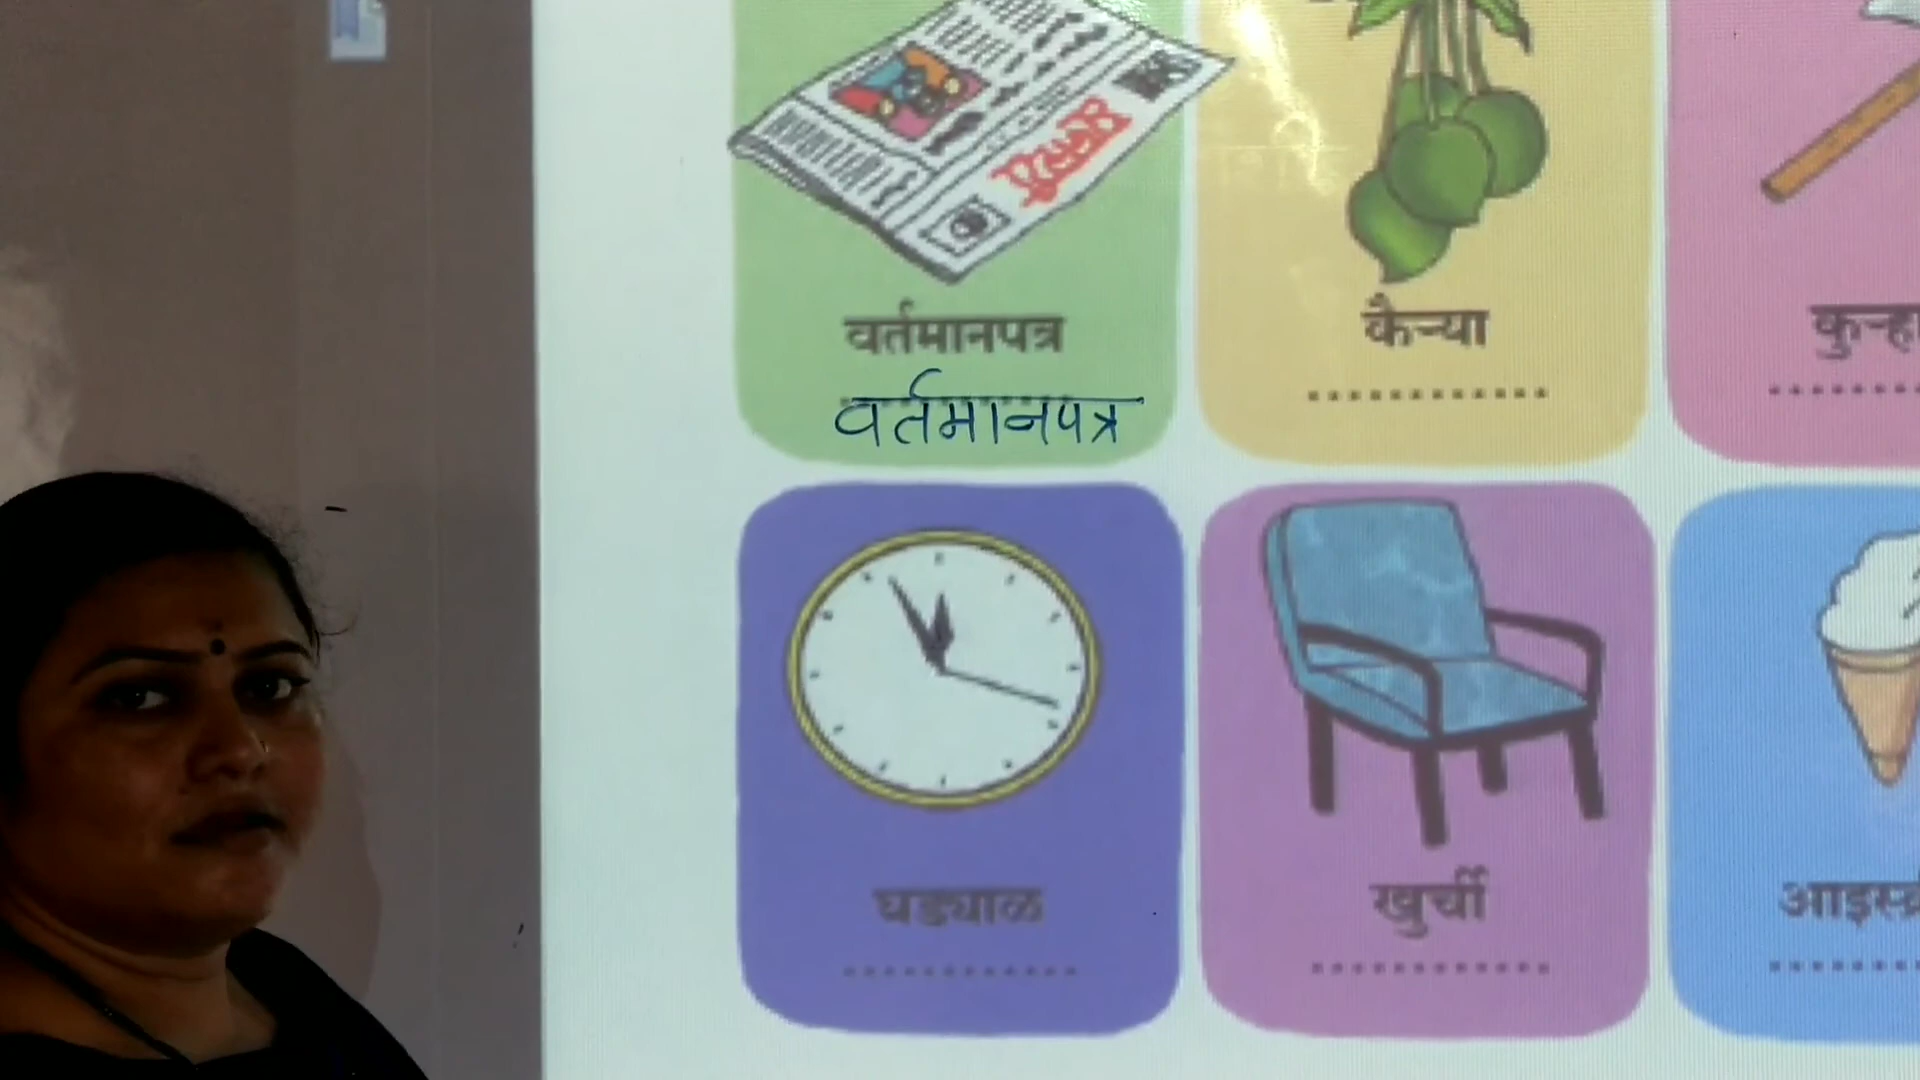 वर्तमानपत्र
कैऱ्या
वर्तमानपत्र
घड्याळ
खुर्ची